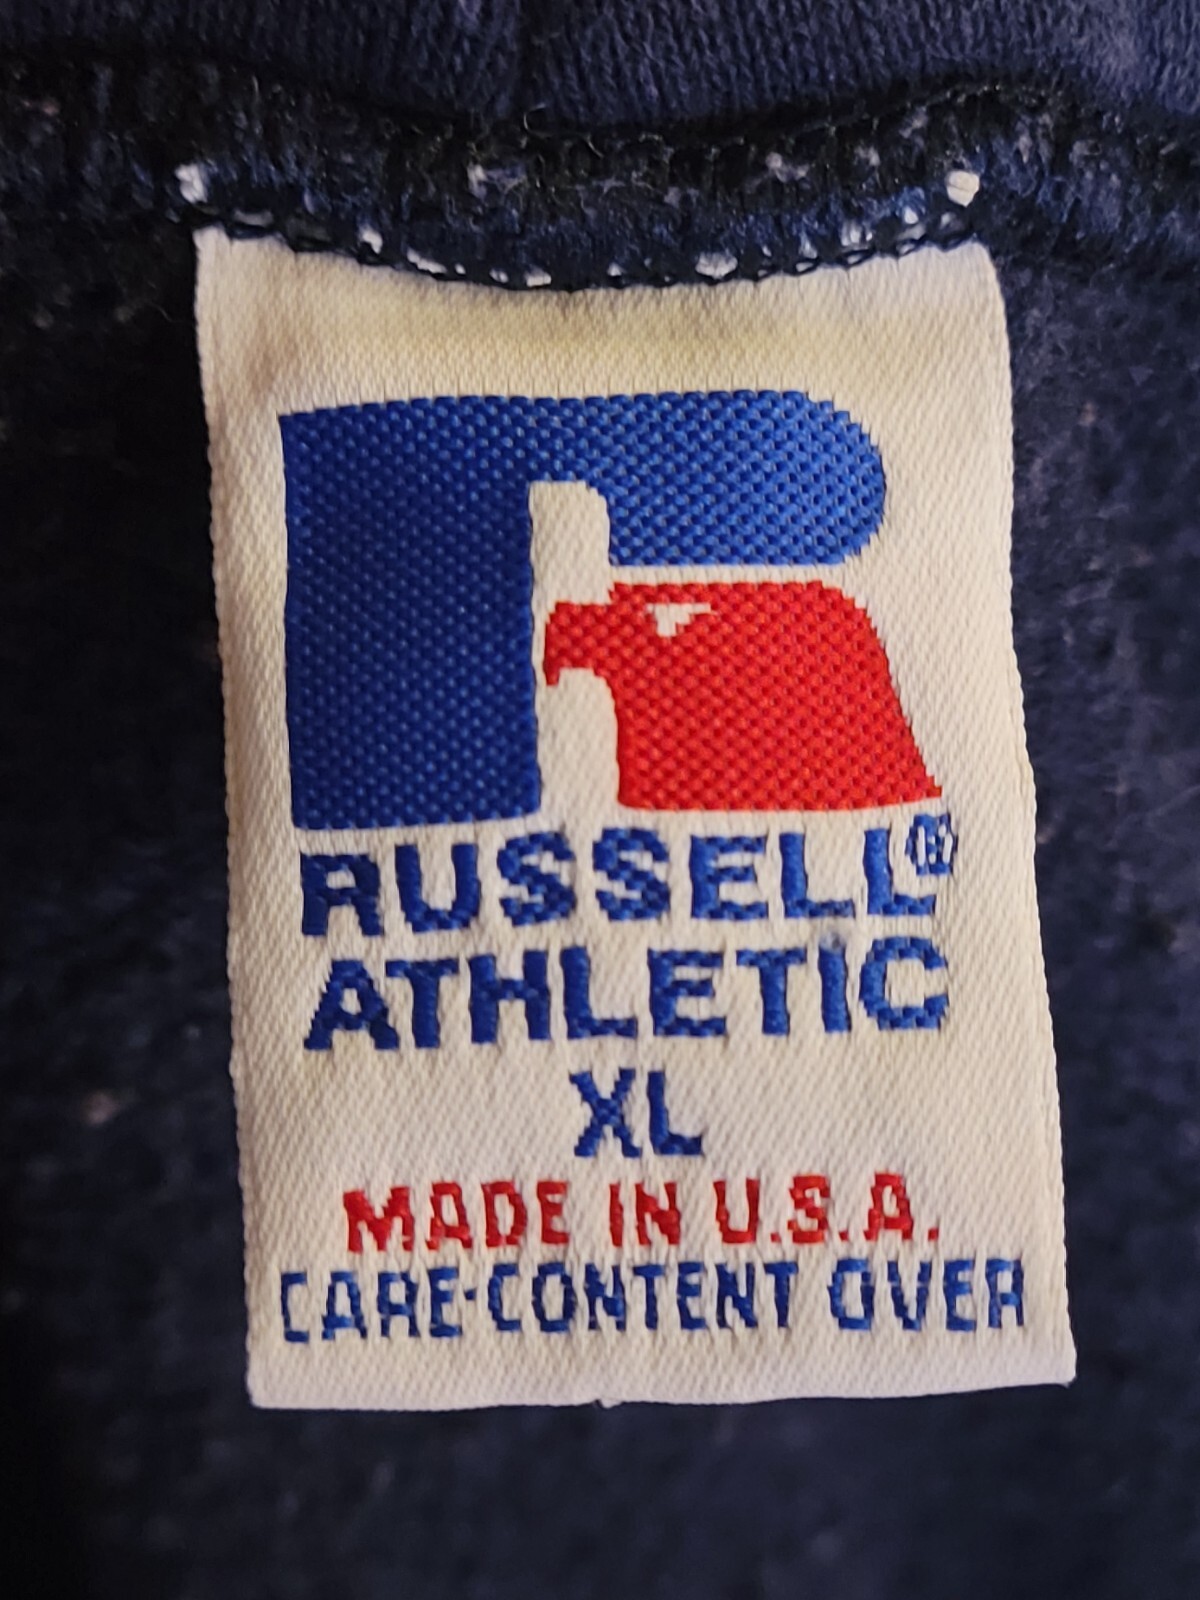 RUSSELL®
ATHLETIC
XL
MADE IN U.S.A.
CARE-CONTENT OVER